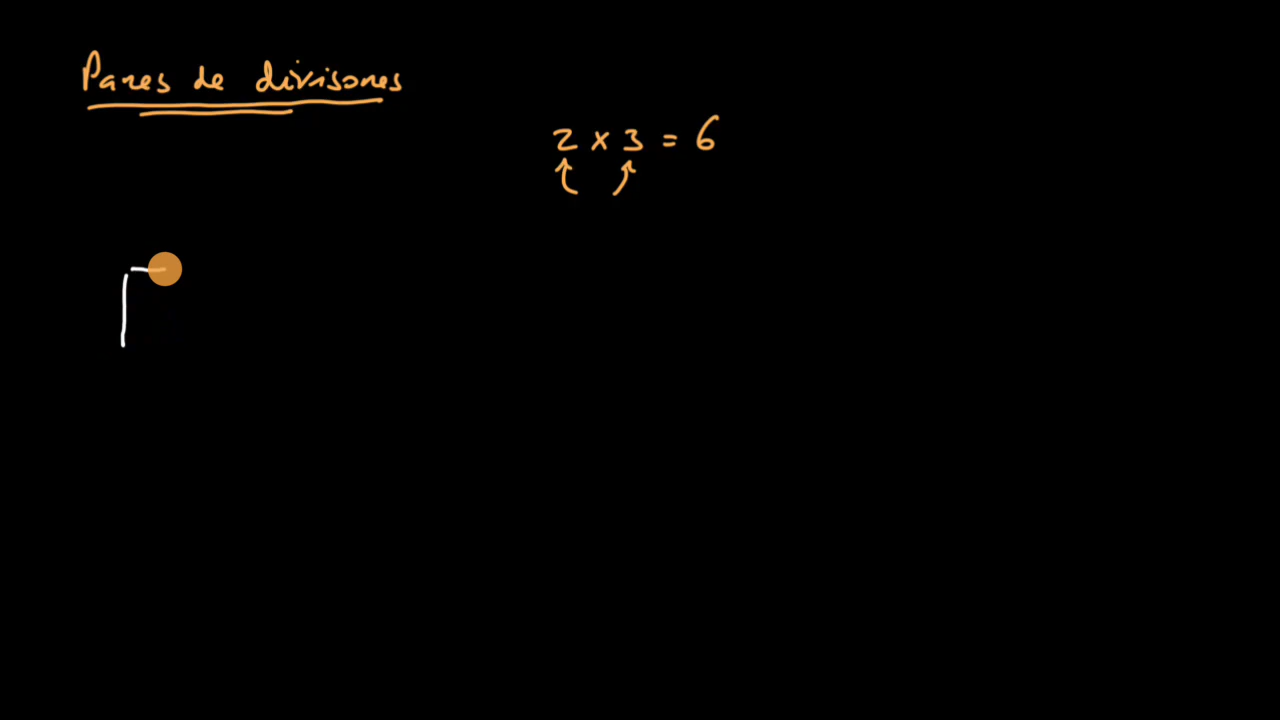 Pares de divisores
2 × 3 = 6